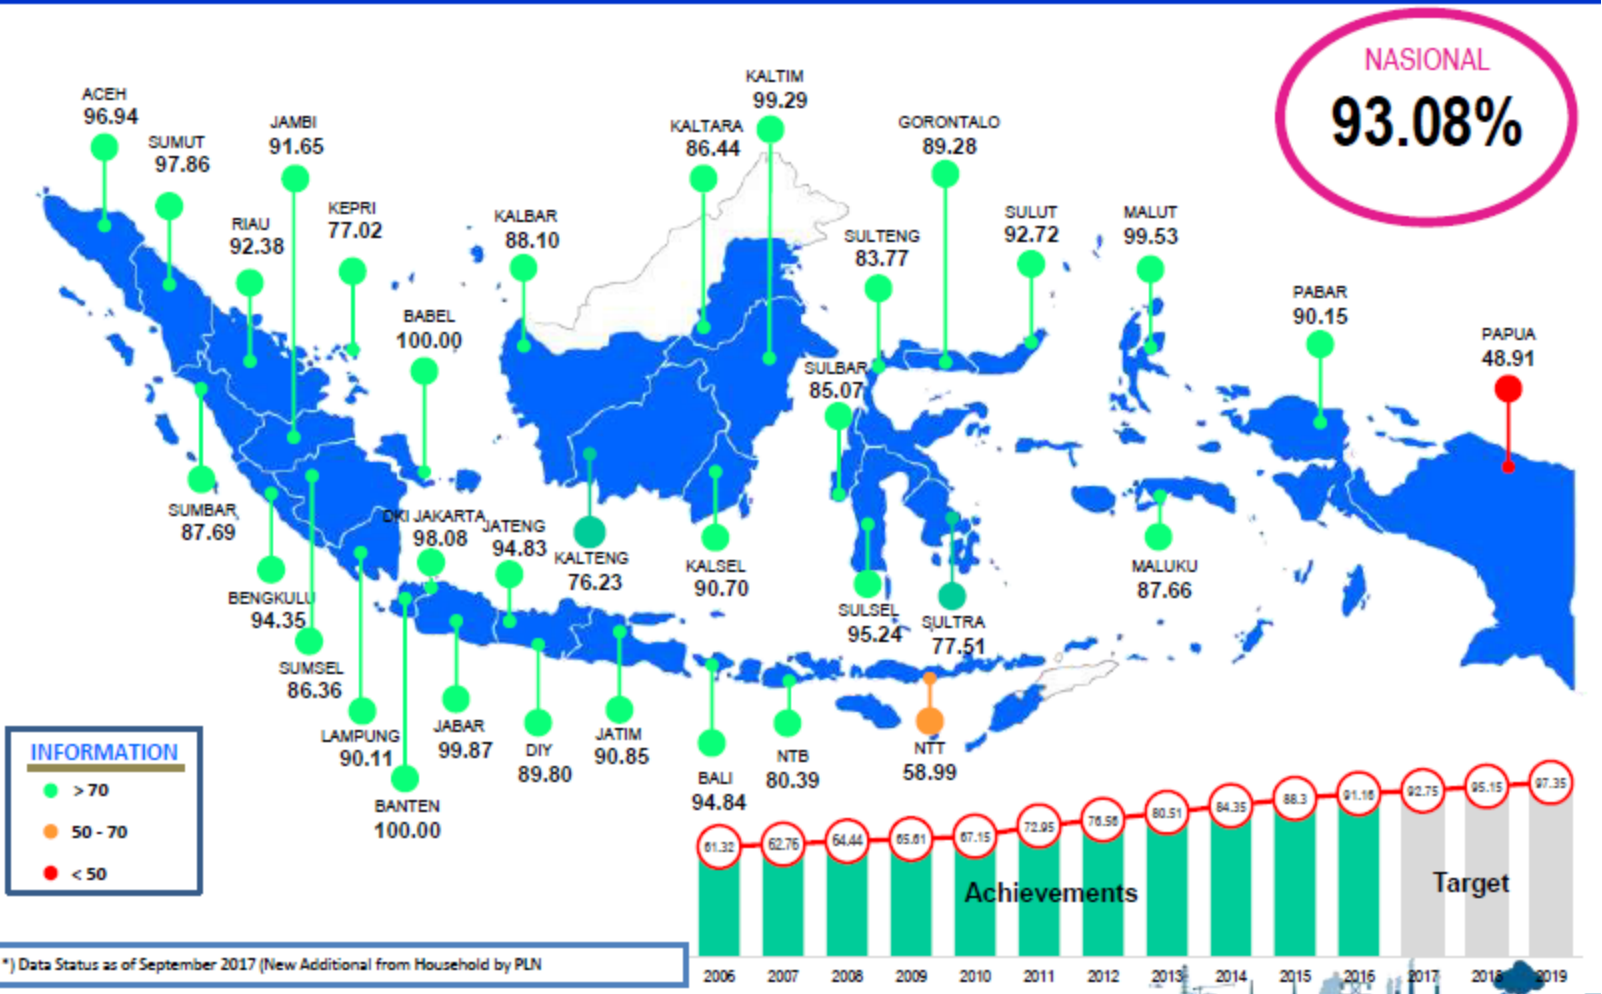 NASIONAL
93.08%
ACEH
96.94
SUMUT
97.86
JAMBI
91.65
RIAU
92.38
KEPRI
77.02
BABEL
100.00
KALBAR
88.10
KALTARA
86.44
KALTIM
99.29
GORONTALO
89.28
SULTENG
83.77
SULUT
92.72
MALUT
99.53
PABAR
90.15
PAPUA
48.91
SULBAR
85.07
SUMBAR
87.69
BENGKULU
94.35
SUMSEL
86.36
LAMPUNG
90.11
BANTEN
100.00
DKI JAKARTA
98.08
JATENG
94.83
JABAR
99.87
DIY
89.80
JATIM
90.85
KALTENG
76.23
KALSEL
90.70
SULSEL
95.24
SULTRA
77.51
MALUKU
87.66
BALI
94.84
NTB
80.39
NTT
58.99
INFORMATION
> 70
50 - 70
< 50
61.32 62.76 64.44 65.61 67.15 72.95 76.56 80.51 84.35 88.3 91.16 92.75 95.15 97.35
Achievements
Target
2006 2007 2008 2009 2010 2011 2012 2013 2014 2015 2016 2017 2018 2019
*) Data Status as of September 2017 (New Additional from Household by PLN